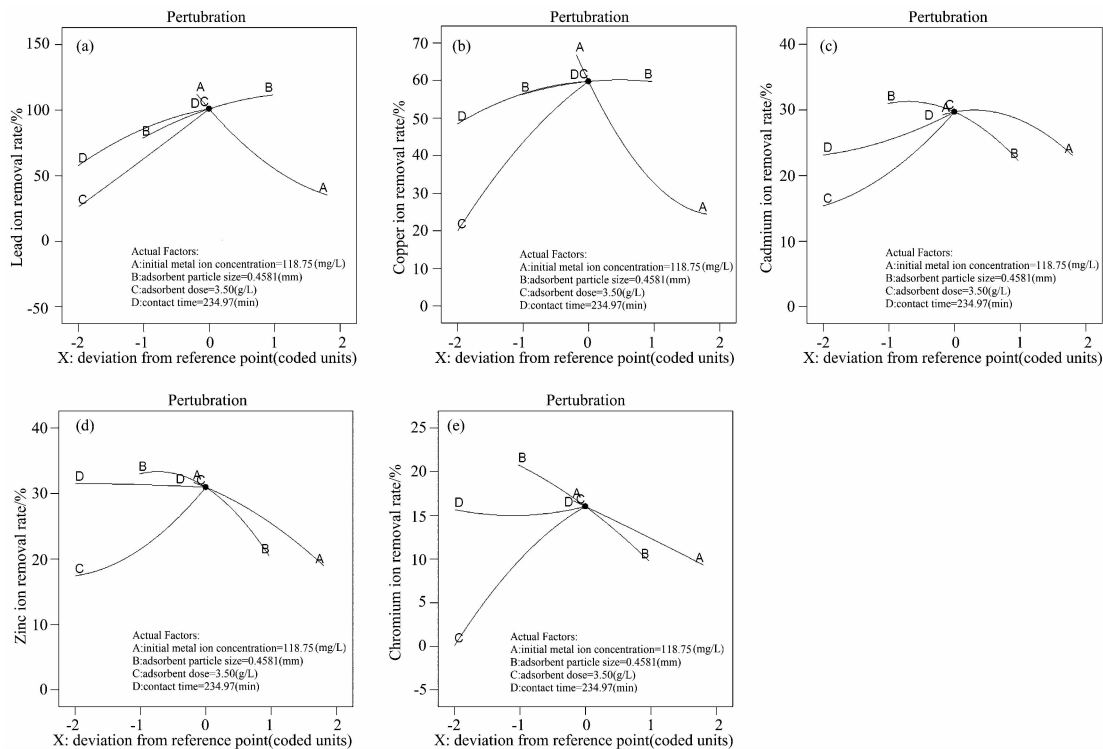 Pertubration
(a)
150
100
50
0
-50
Lead ion removal rate/%
A
B
C
D
B
D
C
A
Actual Factors:
A:initial metal ion concentration=118.75(mg/L)
B:adsorbent particle size=0.4581(mm)
C:adsorbent dose=3.50(g/L)
D:contact time=234.97(min)
-2 -1 0 1 2
X: deviation from reference point(coded units)
Pertubration
(b)
70
60
50
40
30
20
10
0
Copper ion removal rate/%
A
DC
B
B
D
C
A
Actual Factors:
A:initial metal ion concentration=118.75(mg/L)
B:adsorbent particle size=0.4581(mm)
C:adsorbent dose=3.50(g/L)
D:contact time=234.97(min)
-2 -1 0 1 2
X: deviation from reference point(coded units)
Pertubration
(c)
40
30
20
10
0
Cadmium ion removal rate/%
B
C
A
D
D
B
A
C
Actual Factors:
A:initial metal ion concentration=118.75(mg/L)
B:adsorbent particle size=0.4581(mm)
C:adsorbent dose=3.50(g/L)
D:contact time=234.97(min)
-2 -1 0 1 2
X: deviation from reference point(coded units)
Pertubration
(d)
40
30
20
10
0
Zinc ion removal rate/%
B
D
A
D
C
B
A
C
Actual Factors:
A:initial metal ion concentration=118.75(mg/L)
B:adsorbent particle size=0.4581(mm)
C:adsorbent dose=3.50(g/L)
D:contact time=234.97(min)
-2 -1 0 1 2
X: deviation from reference point(coded units)
Pertubration
(e)
25
20
15
10
5
0
-5
Chromium ion removal rate/%
B
A
C
D
D
B
A
C
Actual Factors:
A:initial metal ion concentration=118.75(mg/L)
B:adsorbent particle size=0.4581(mm)
C:adsorbent dose=3.50(g/L)
D:contact time=234.97(min)
-2 -1 0 1 2
X: deviation from reference point(coded units)